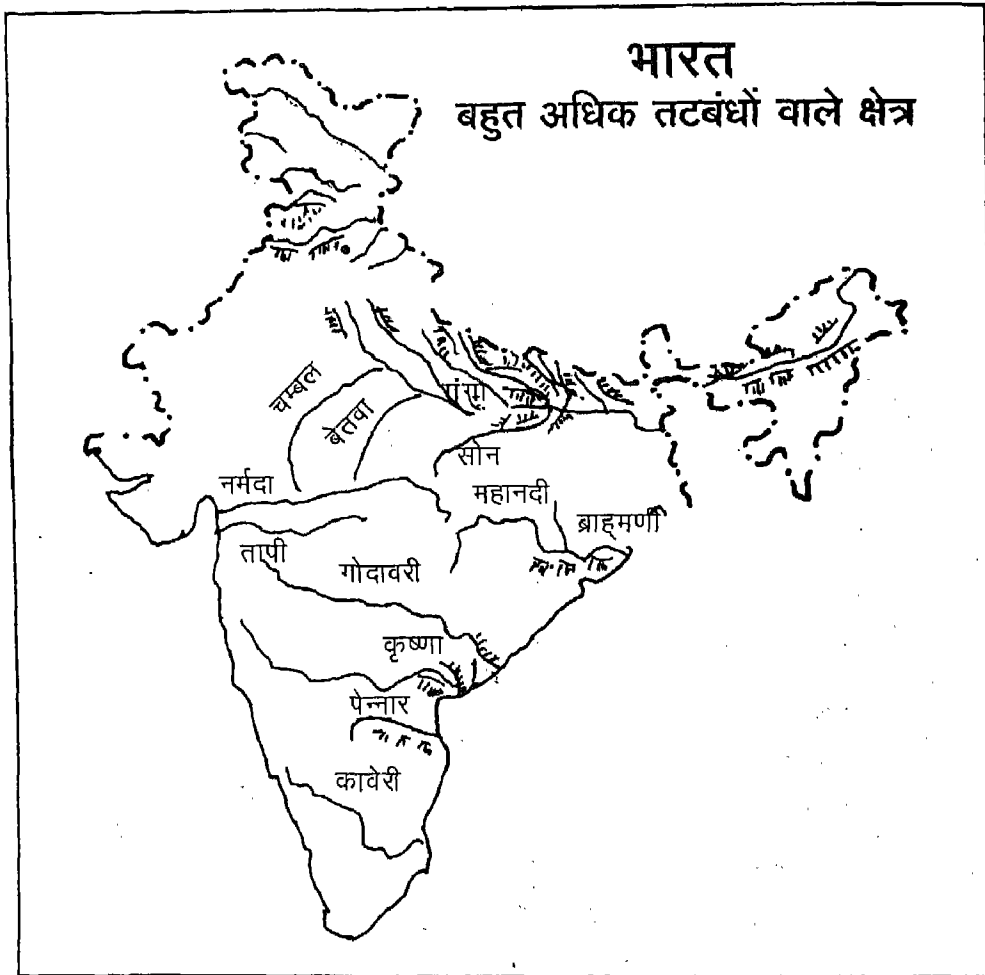 भारत
बहुत अधिक तटबंधों वाले क्षेत्र
चम्बल
बेतवा
गंगा
सोन
नर्मदा
महानदी
ब्राह्मणी
तापी
गोदावरी
कृष्णा
पेन्नार
कावेरी